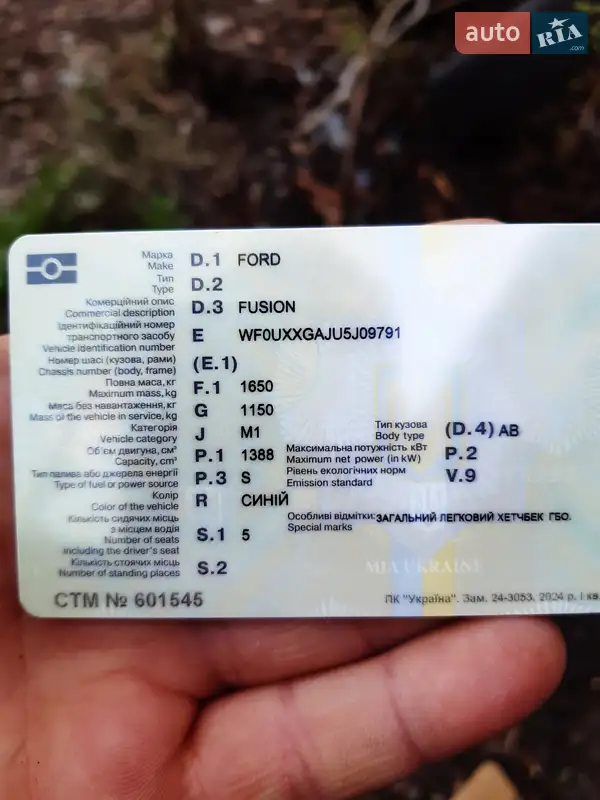 auto RIA.com
Марка D.1 FORD
Make
Тип D.2
Type
Комерційний опис D.3 FUSION
Commercial description
Ідентифікаційний номер
транспортного засобу E WF0UXXGAJU5J09791
Vehicle identification number
Номер шасі (кузова, рами) (E.1)
Chassis number (body, frame)
Повна маса, кг F.1 1650
Maximum mass, kg
Маса без навантаження, кг G 1150
Mass of the vehicle in service, kg
Категорія J M1 Тип кузова (D.4) AB
Vehicle category Body type
Об'єм двигуна, см³ P.1 1388 Максимальна потужність кВт P.2
Capacity, cm³ Maximum net power (in kW)
Тип палива або джерела енергії P.3 S Рівень екологічних норм V.9
Type of fuel or power source Emission standard
Колір R СИНІЙ
Color of the vehicle
Кількість сидячих місць Особливі відмітки: ЗАГАЛЬНИЙ ЛЕГКОВИЙ ХЕТЧБЕК ГБО.
з місцем водія S.1 5 Special marks
Number of seats
including the driver's seat
Кількість стоячих місць S.2 MIA UKRAINE
Number of standing places
СТМ № 601545 ПК "Україна". Зам. 24-3053. 2024 р. I кв.